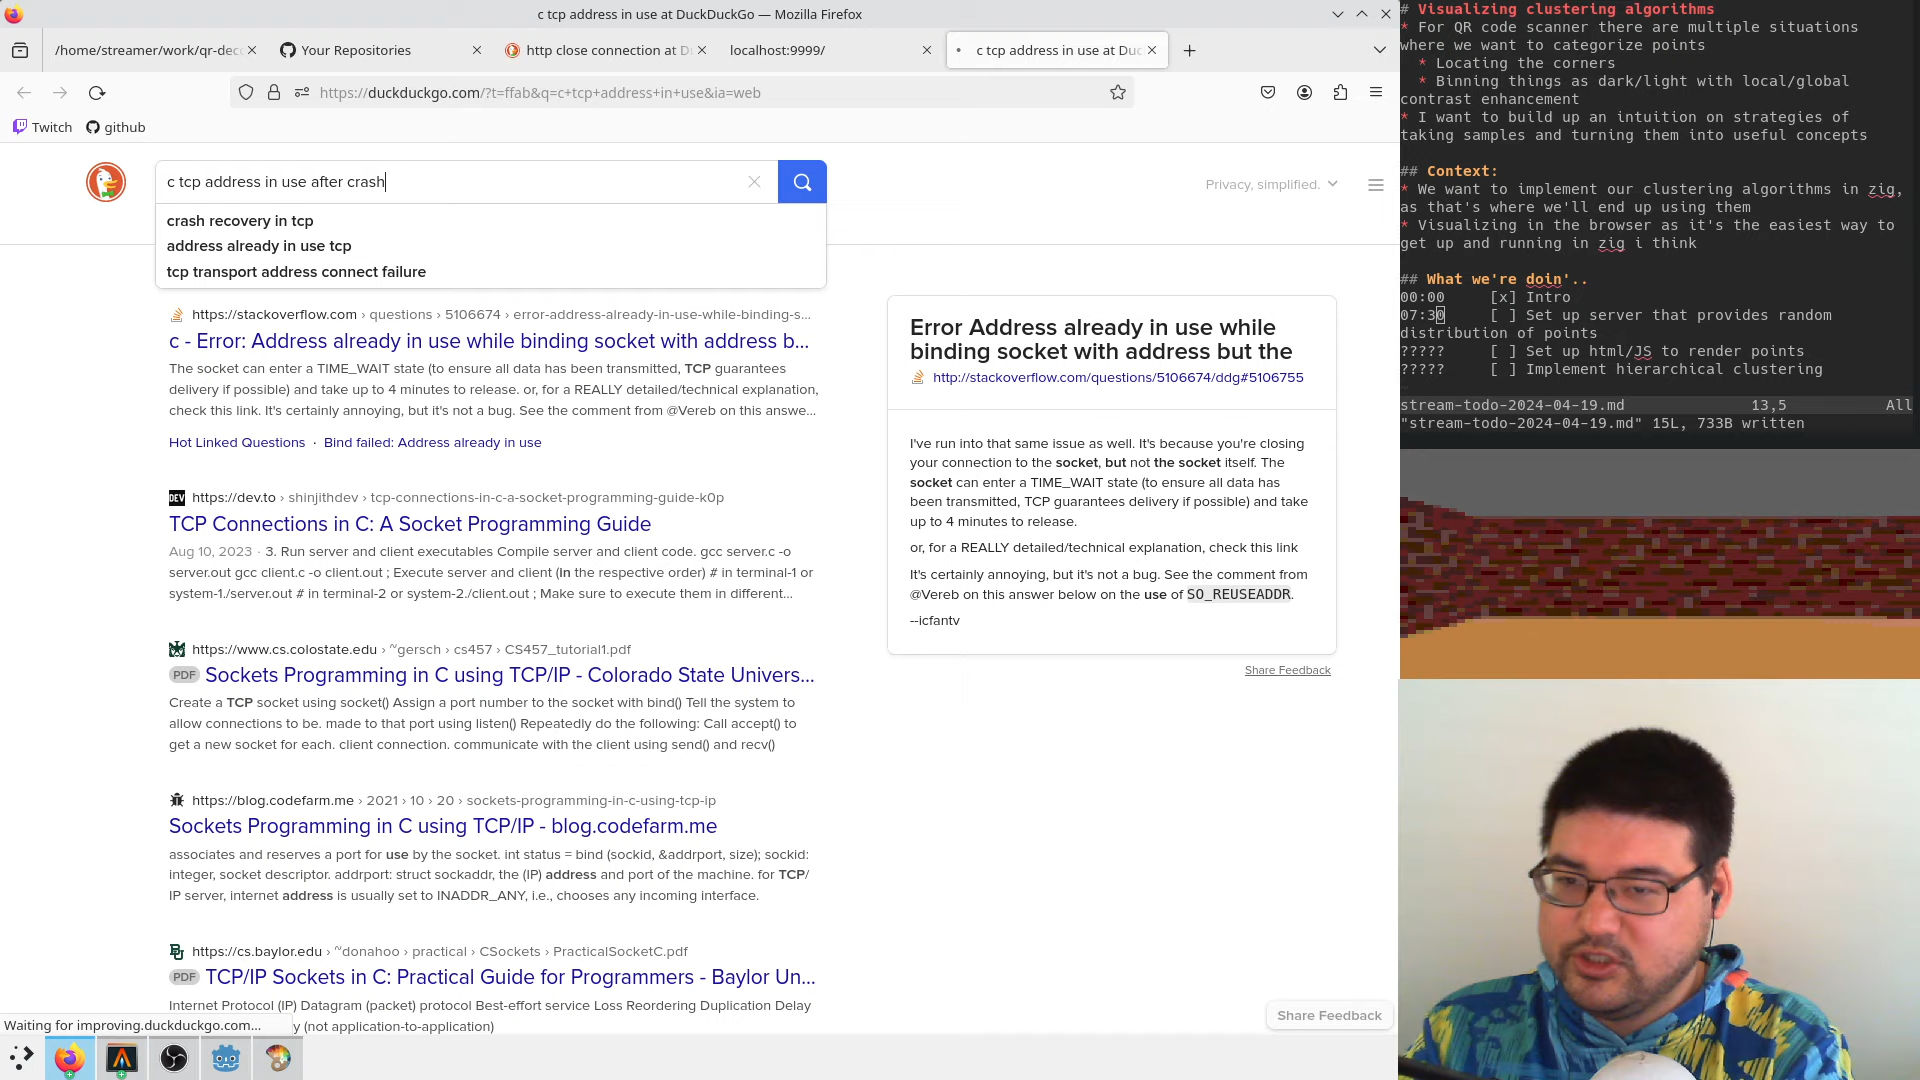 c tcp address in use at DuckDuckGo — Mozilla Firefox
/home/streamer/work/qr-dec
Your Repositories
http close connection at D
localhost:9999/
c tcp address in use at Duc
https://duckduckgo.com/?t=ffab&q=c+tcp+address+in+use&ia=web
Twitch
github
c tcp address in use after crash
Privacy, simplified.
crash recovery in tcp
address already in use tcp
tcp transport address connect failure
https://stackoverflow.com › questions › 5106674 › error-address-already-in-use-while-binding-s...
c - Error: Address already in use while binding socket with address b...
The socket can enter a TIME_WAIT state (to ensure all data has been transmitted, TCP guarantees
delivery if possible) and take up to 4 minutes to release. or, for a REALLY detailed/technical explanation,
check this link. It's certainly annoying, but it's not a bug. See the comment from @Vereb on this answe...
Hot Linked Questions · Bind failed: Address already in use
https://dev.to › shinjithdev › tcp-connections-in-c-a-socket-programming-guide-k0p
TCP Connections in C: A Socket Programming Guide
Aug 10, 2023 · 3. Run server and client executables Compile server and client code. gcc server.c -o
server.out gcc client.c -o client.out ; Execute server and client (in the respective order) # in terminal-1 or
system-1./server.out # in terminal-2 or system-2./client.out ; Make sure to execute them in different...
https://www.cs.colostate.edu › ~gersch › cs457 › CS457_tutorial1.pdf
PDF Sockets Programming in C using TCP/IP - Colorado State Univers...
Create a TCP socket using socket() Assign a port number to the socket with bind() Tell the system to
allow connections to be. made to that port using listen() Repeatedly do the following: Call accept() to
get a new socket for each. client connection. communicate with the client using send() and recv()
https://blog.codefarm.me › 2021 › 10 › 20 › sockets-programming-in-c-using-tcp-ip
Sockets Programming in C using TCP/IP - blog.codefarm.me
associates and reserves a port for use by the socket. int status = bind (sockid, &addrport, size); sockid:
integer, socket descriptor. addrport: struct sockaddr, the (IP) address and port of the machine. for TCP/
IP server, internet address is usually set to INADDR_ANY, i.e., chooses any incoming interface.
https://cs.baylor.edu › ~donahoo › practical › CSockets › PracticalSocketC.pdf
PDF TCP/IP Sockets in C: Practical Guide for Programmers - Baylor Un...
Internet Protocol (IP) Datagram (packet) protocol Best-effort service Loss Reordering Duplication Delay
y (not application-to-application)
Waiting for improving.duckduckgo.com...
Error Address already in use while
binding socket with address but the
http://stackoverflow.com/questions/5106674/ddg#5106755
I've run into that same issue as well. It's because you're closing
your connection to the socket, but not the socket itself. The
socket can enter a TIME_WAIT state (to ensure all data has
been transmitted, TCP guarantees delivery if possible) and take
up to 4 minutes to release.
or, for a REALLY detailed/technical explanation, check this link
It's certainly annoying, but it's not a bug. See the comment from
@Vereb on this answer below on the use of SO_REUSEADDR.
--icfantv
Share Feedback
Share Feedback
# Visualizing clustering algorithms
* For QR code scanner there are multiple situations
where we want to categorize points
* Locating the corners
* Binning things as dark/light with local/global
contrast enhancement
* I want to build up an intuition on strategies of
taking samples and turning them into useful concepts
## Context:
* We want to implement our clustering algorithms in zig,
as that's where we'll end up using them
* Visualizing in the browser as it's the easiest way to
get up and running in zig i think
## What we're doin'..
00:00 [x] Intro
07:30 [ ] Set up server that provides random
distribution of points
????? [ ] Set up html/JS to render points
????? [ ] Implement hierarchical clustering
~
stream-todo-2024-04-19.md 13,5 All
"stream-todo-2024-04-19.md" 15L, 733B written